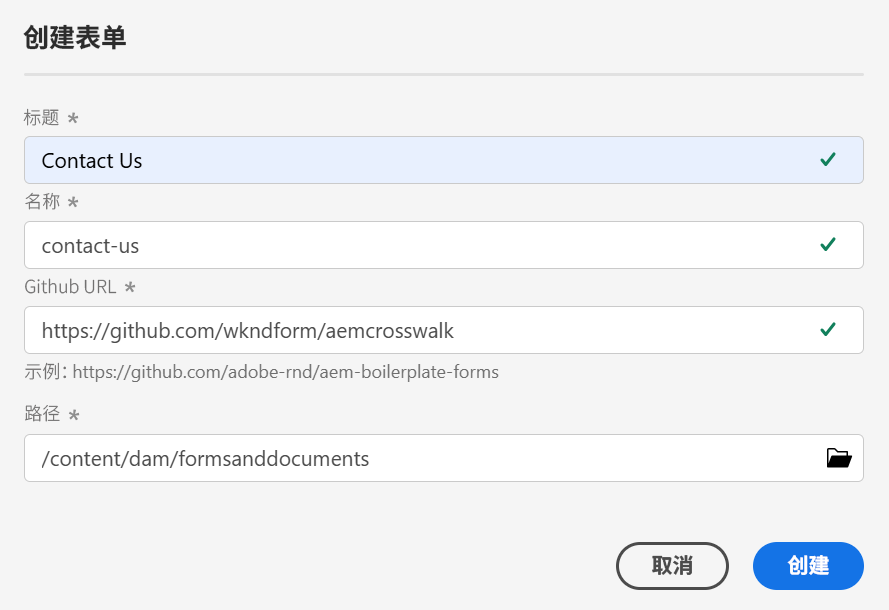 创建表单
标题 *
Contact Us
名称 *
contact-us
Github URL *
https://github.com/wkndform/aemcrosswalk
示例：https://github.com/adobe-rnd/aem-boilerplate-forms
路径 *
/content/dam/formsanddocuments
取消 创建